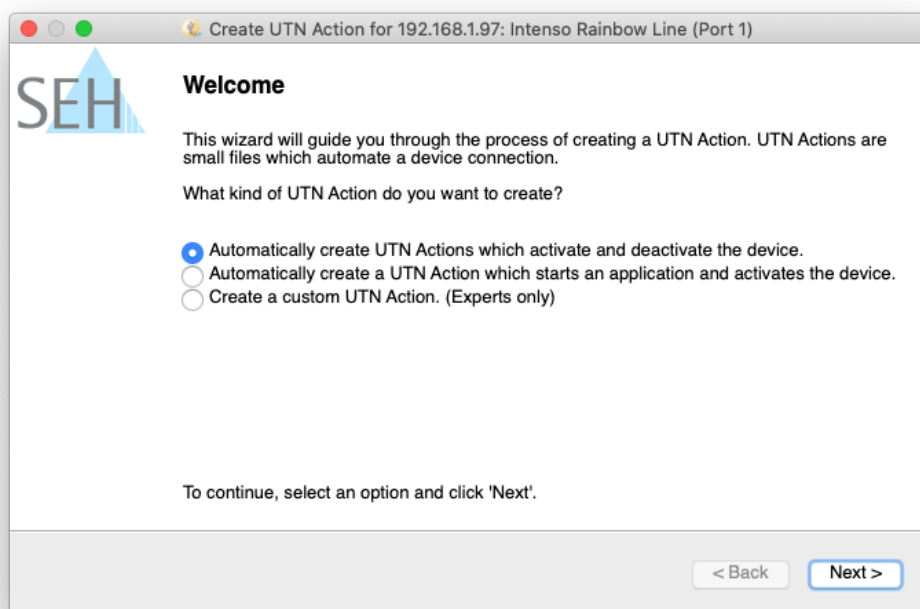 Create UTN Action for 192.168.1.97: Intenso Rainbow Line (Port 1)
SEH
Welcome
This wizard will guide you through the process of creating a UTN Action. UTN Actions are
small files which automate a device connection.
What kind of UTN Action do you want to create?
Automatically create UTN Actions which activate and deactivate the device.
Automatically create a UTN Action which starts an application and activates the device.
Create a custom UTN Action. (Experts only)
To continue, select an option and click 'Next'.
< Back
Next >